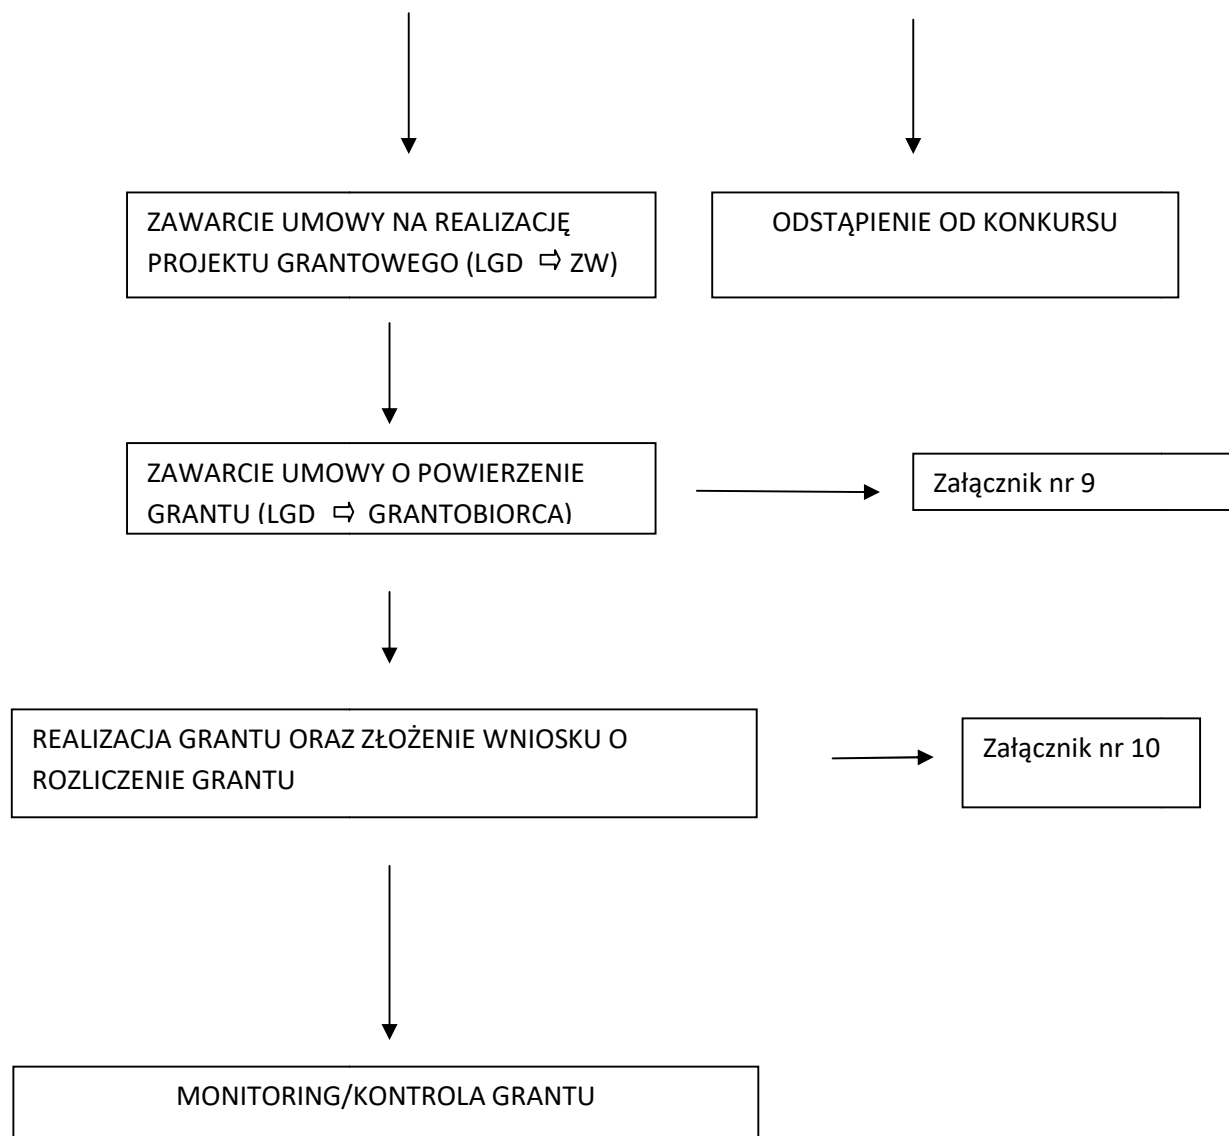 ZAWARCIE UMOWY NA REALIZACJĘ
PROJEKTU GRANTOWEGO (LGD ⇨ ZW)
ODSTĄPIENIE OD KONKURSU
ZAWARCIE UMOWY O POWIERZENIE
GRANTU (LGD ⇨ GRANTOBIORCA)
Załącznik nr 9
REALIZACJA GRANTU ORAZ ZŁOŻENIE WNIOSKU O
ROZLICZENIE GRANTU
Załącznik nr 10
MONITORING/KONTROLA GRANTU